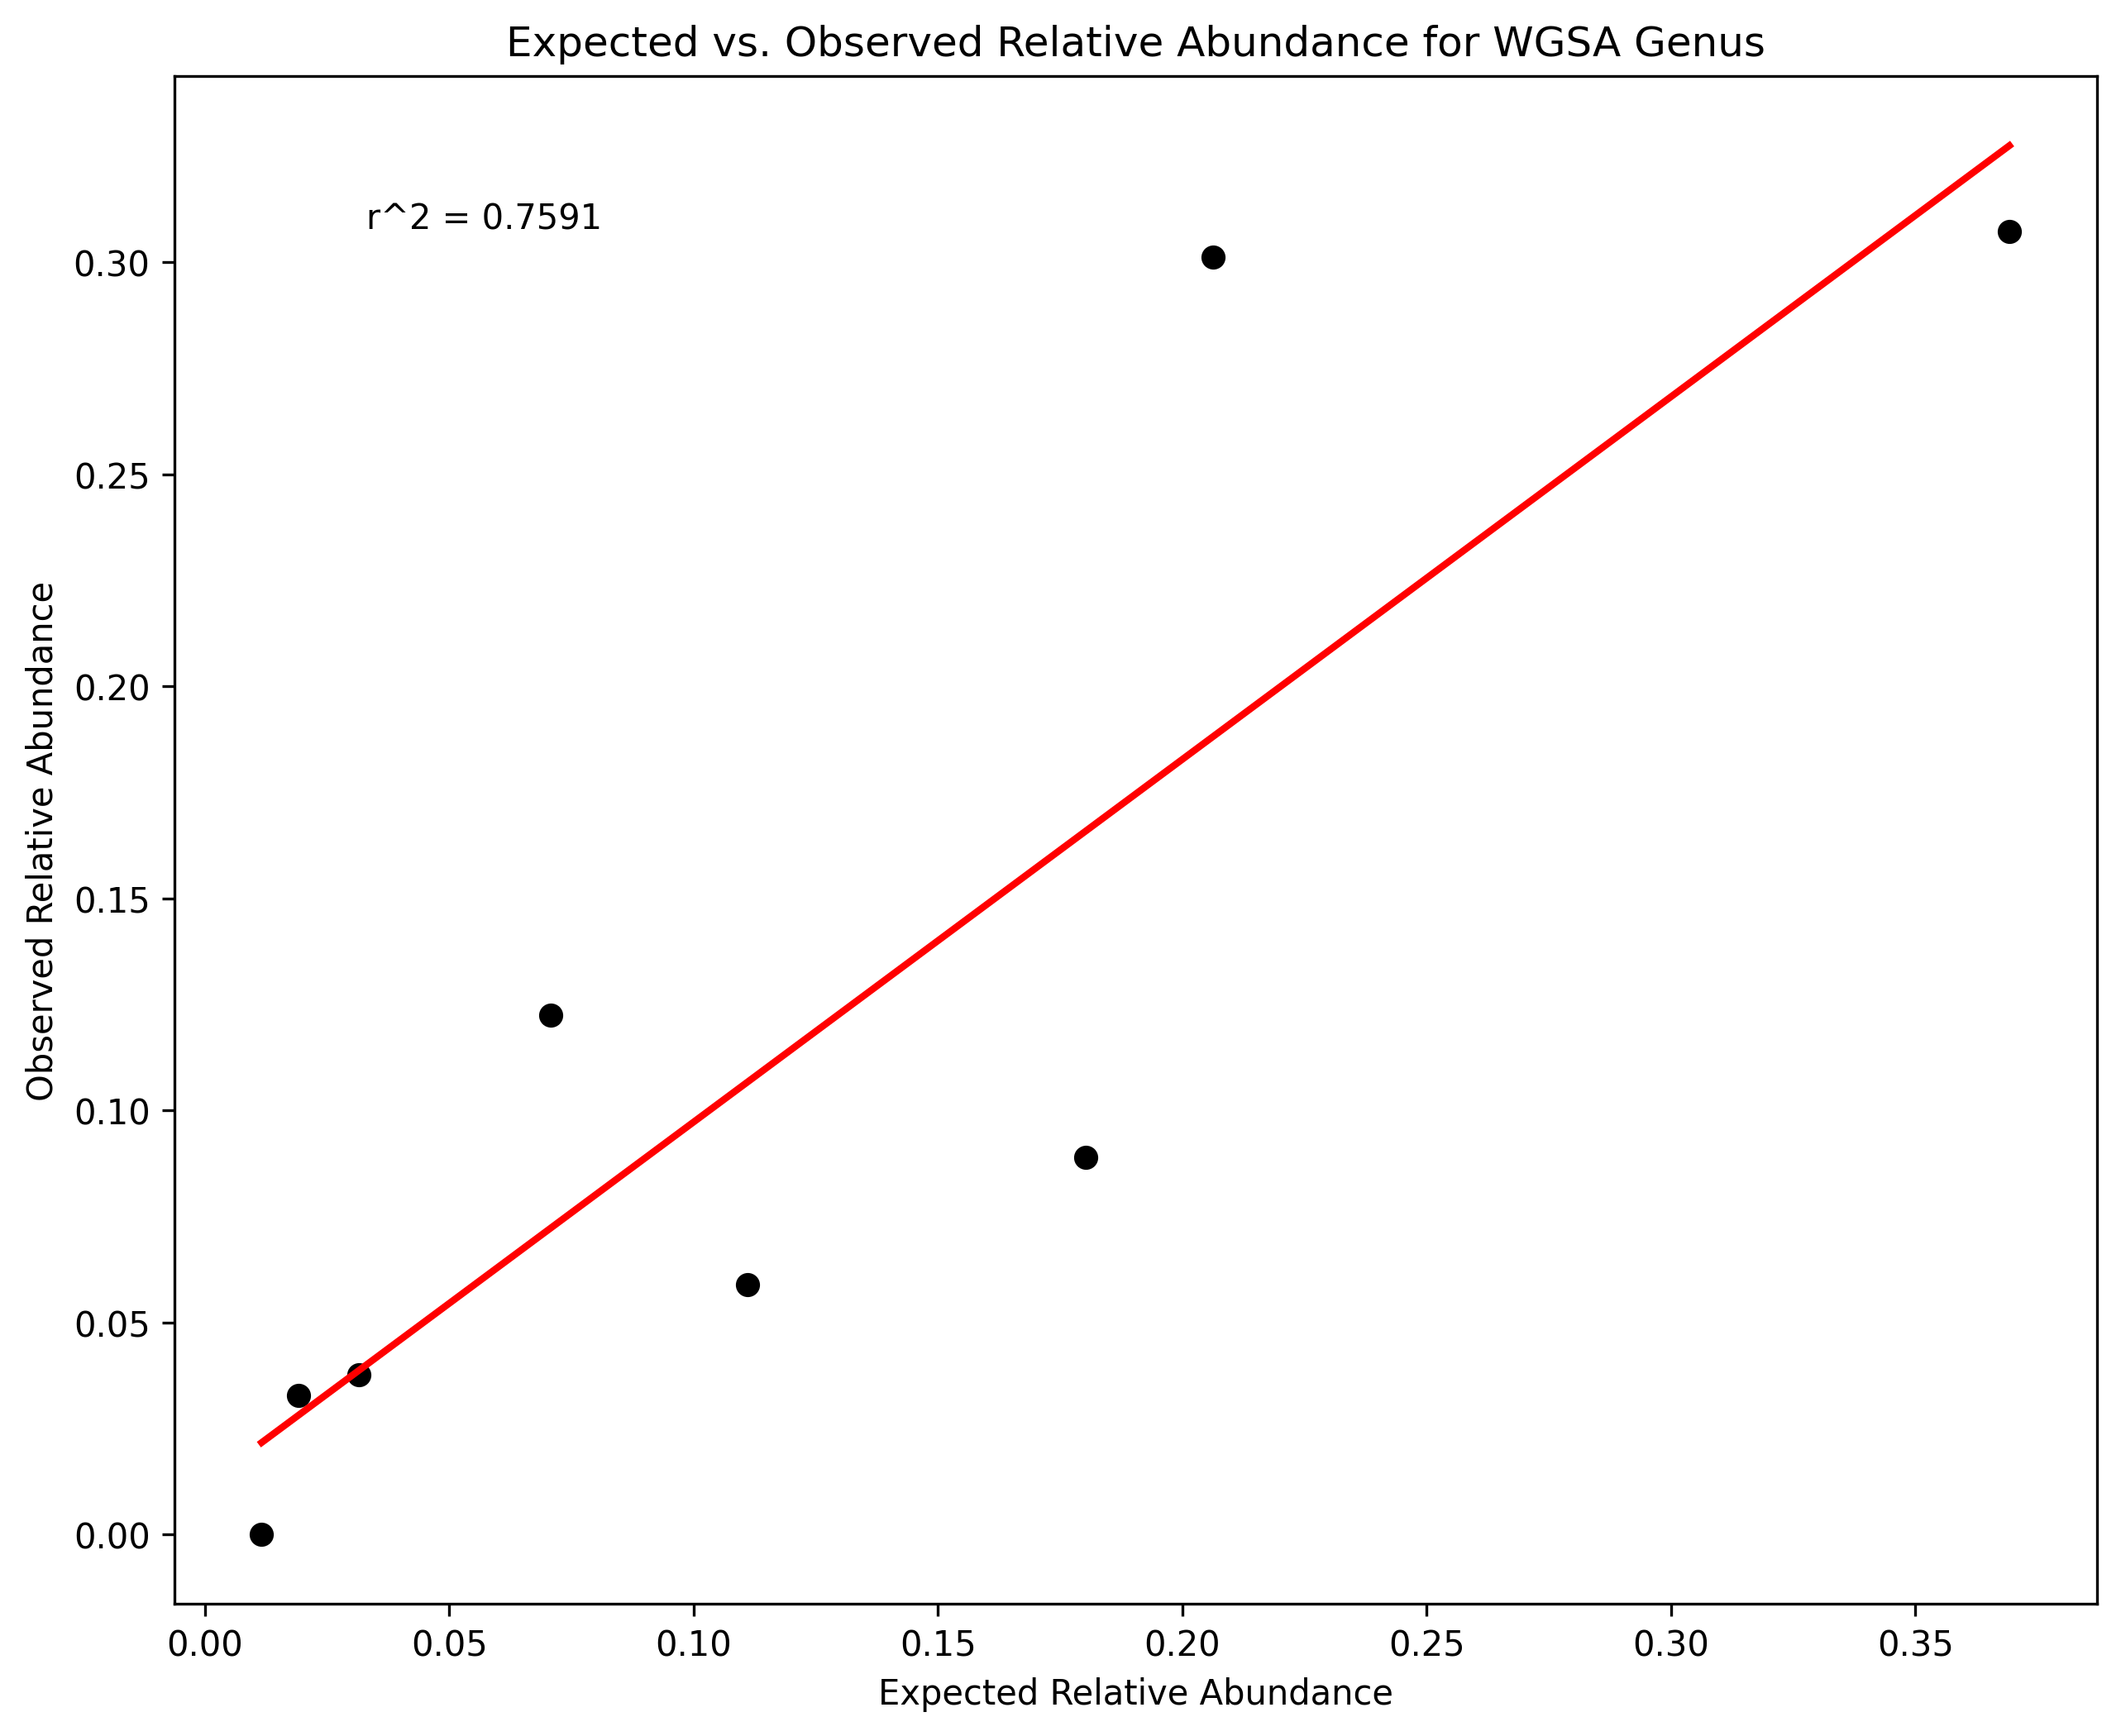 Expected vs. Observed Relative Abundance for WGSA Genus
r^2 = 0.7591
Observed Relative Abundance
0.30
0.25
0.20
0.15
0.10
0.05
0.00
0.00 0.05 0.10 0.15 0.20 0.25 0.30 0.35
Expected Relative Abundance